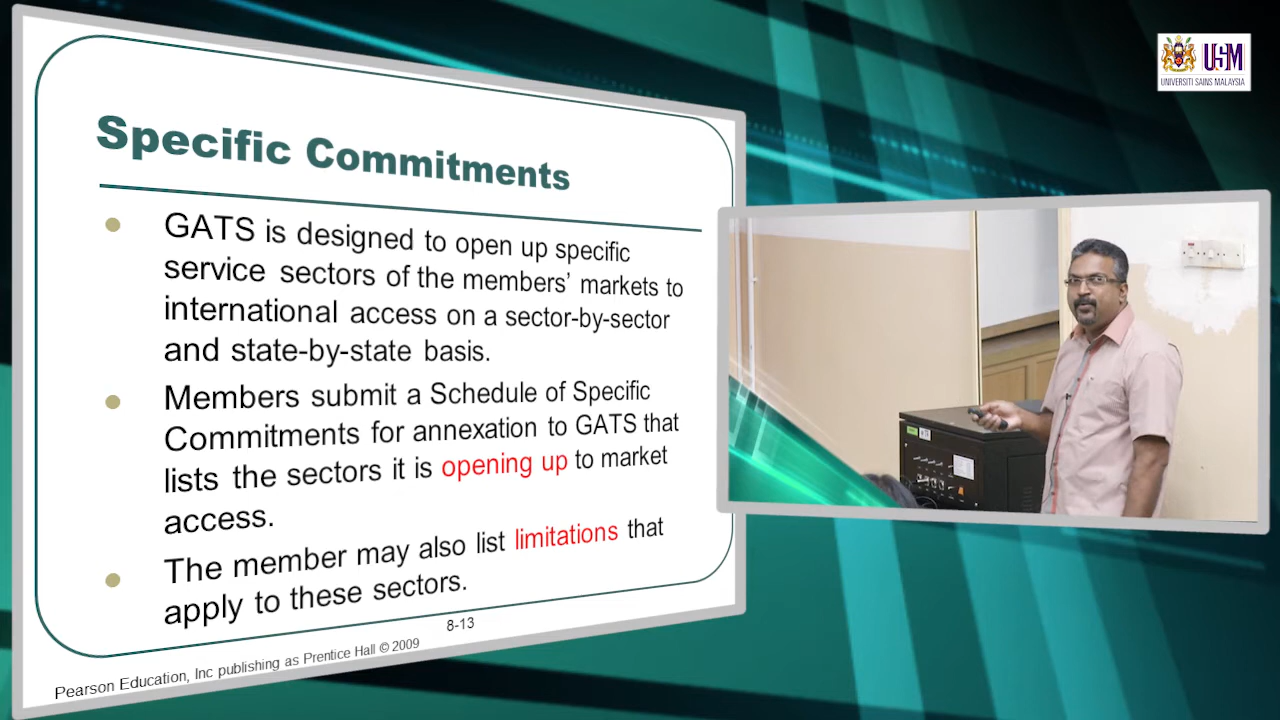 Specific Commitments
GATS is designed to open up specific
service sectors of the members’ markets to
international access on a sector-by-sector
and state-by-state basis.
Members submit a Schedule of Specific
Commitments for annexation to GATS that
lists the sectors it is opening up to market
access.
The member may also list limitations that
apply to these sectors.
8-13
Pearson Education, Inc publishing as Prentice Hall © 2009
USM
UNIVERSITI SAINS MALAYSIA